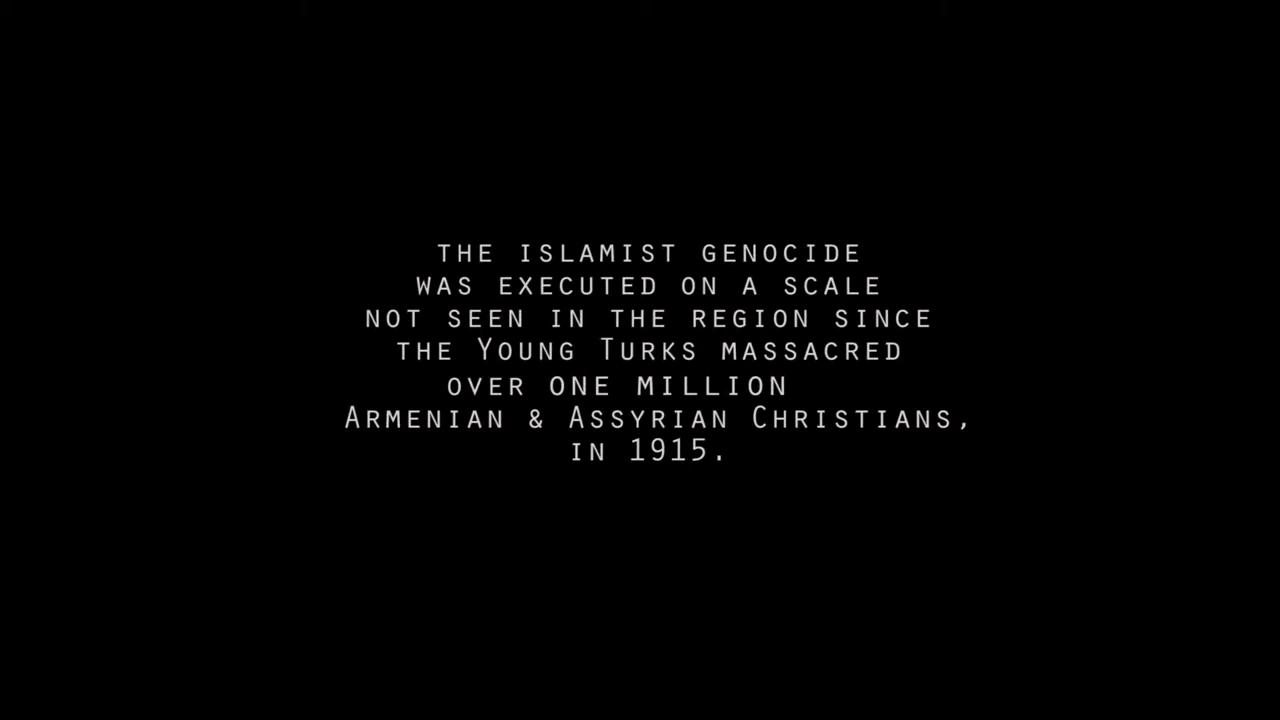 THE ISLAMIST GENOCIDE
WAS EXECUTED ON A SCALE
NOT SEEN IN THE REGION SINCE
THE YOUNG TURKS MASSACRED
OVER ONE MILLION
ARMENIAN & ASSYRIAN CHRISTIANS,
IN 1915.